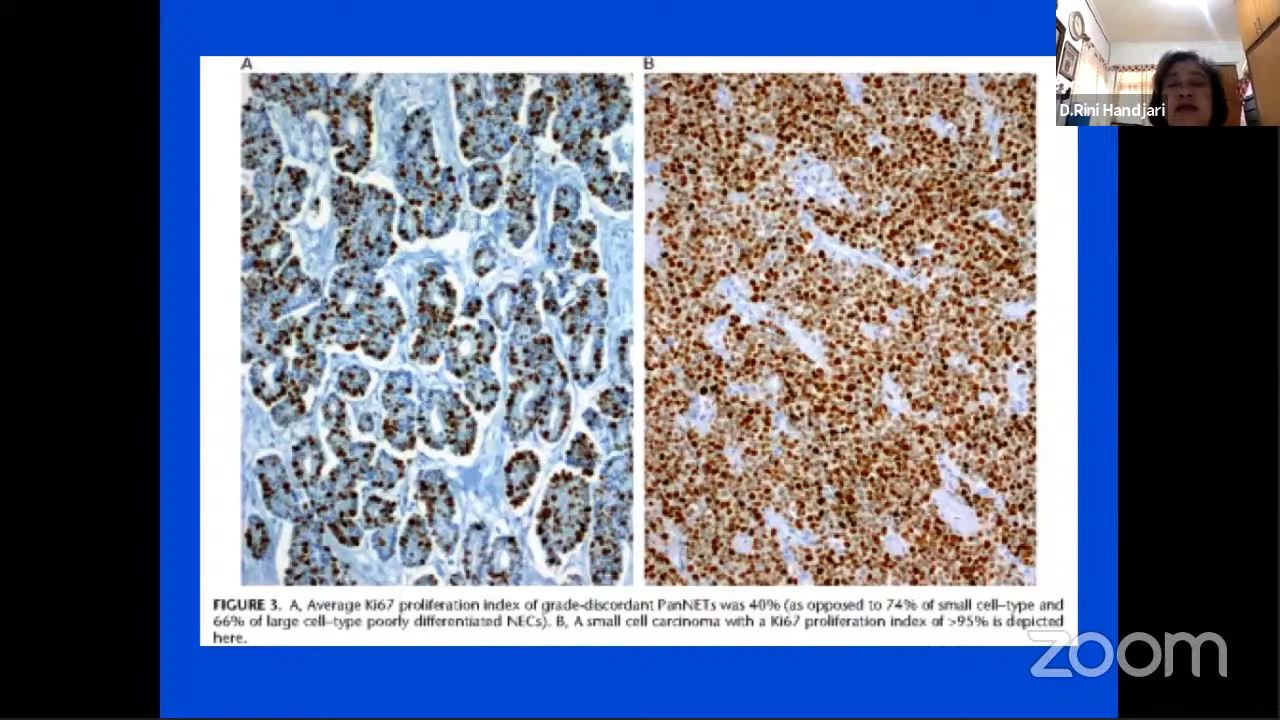 A
B
D.Rini Handjari
FIGURE 3. A, Average Ki67 proliferation index of grade-discordant PanNETs was 40% (as opposed to 74% of small cell–type and
66% of large cell–type poorly differentiated NECs). B, A small cell carcinoma with a Ki67 proliferation index of >95% is depicted
here.
zoom